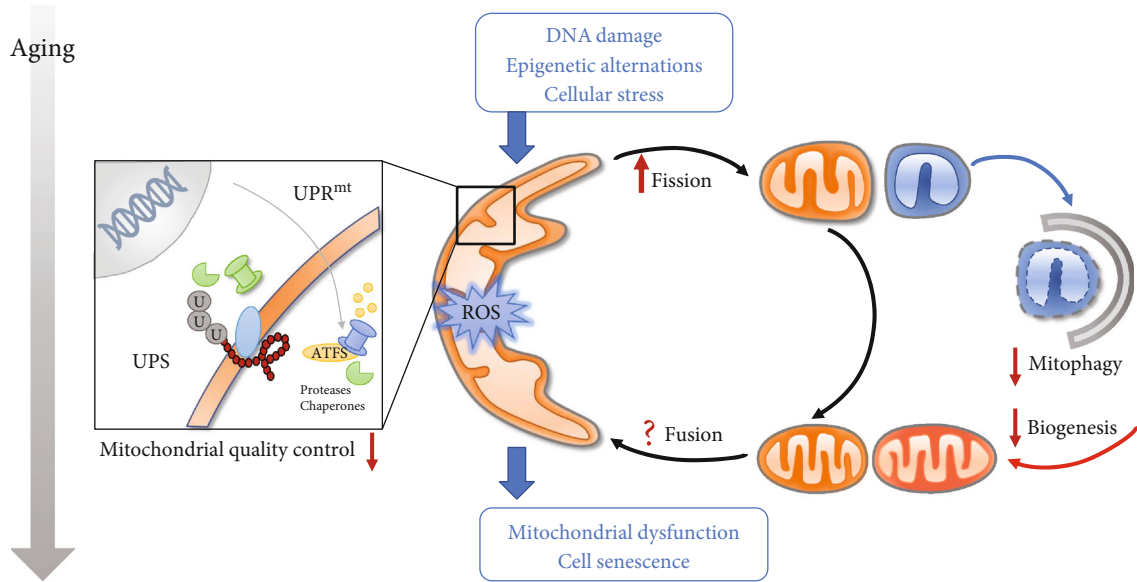 Aging
DNA damage
Epigenetic alternations
Cellular stress
UPRmt
U
U
U
UPS
ATFS
Proteases
Chaperones
Mitochondrial quality control
ROS
Fission
Mitophagy
Biogenesis
? Fusion
Mitochondrial dysfunction
Cell senescence